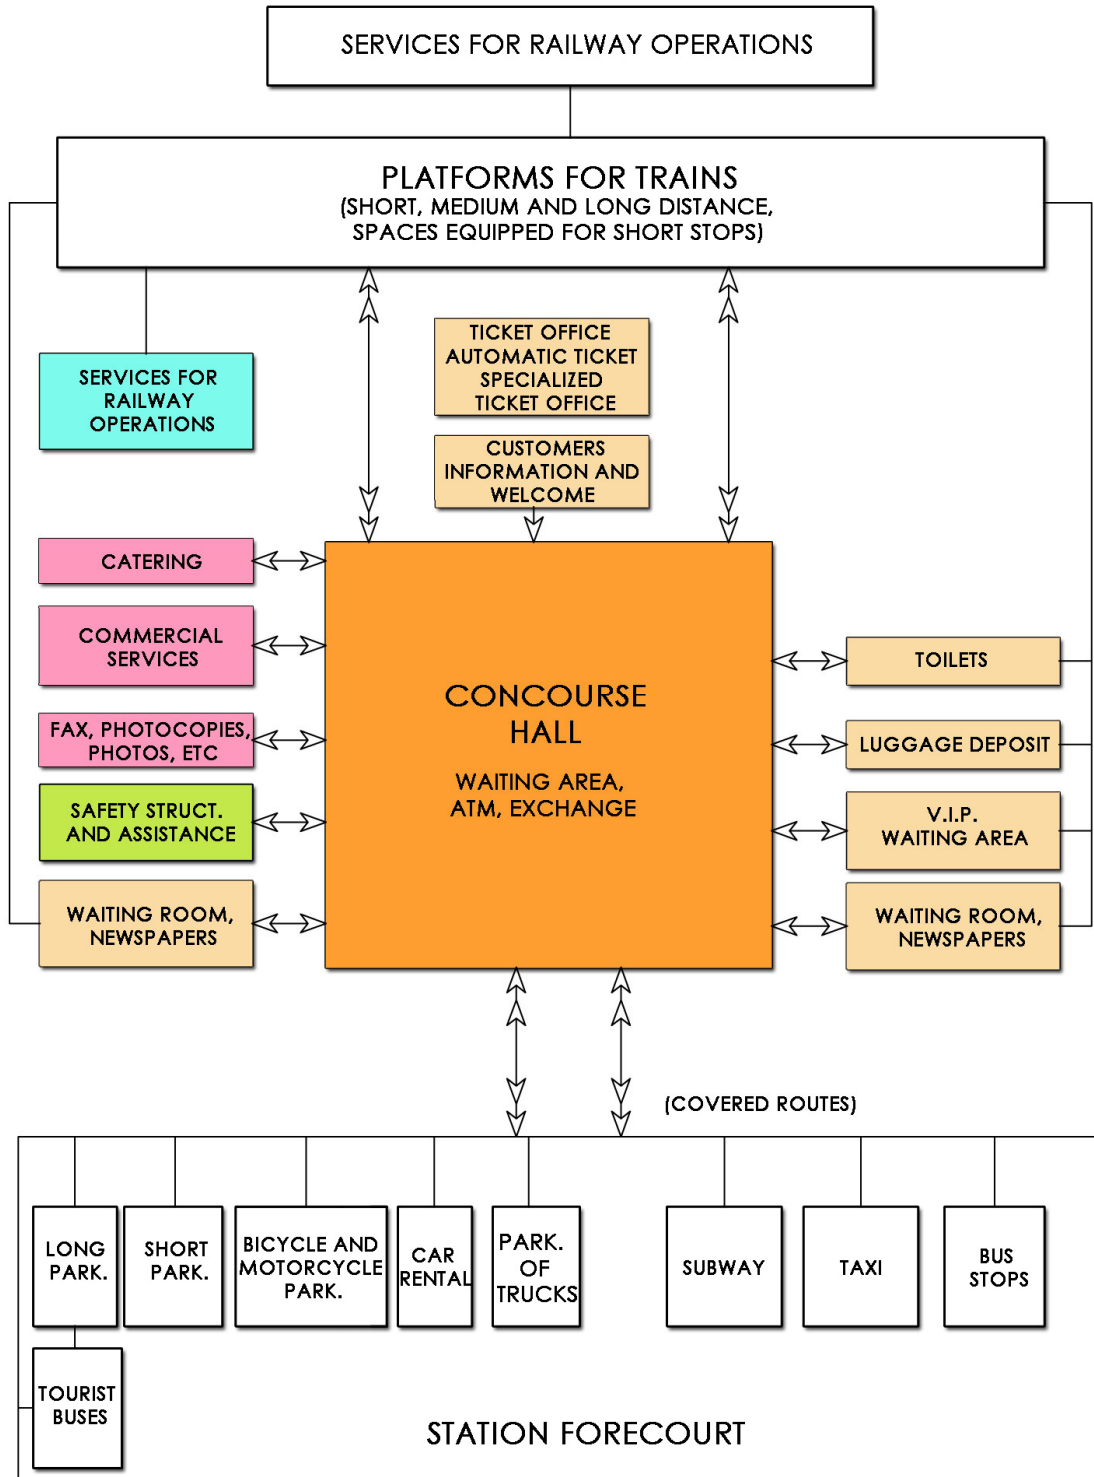 SERVICES FOR RAILWAY OPERATIONS
PLATFORMS FOR TRAINS
(SHORT, MEDIUM AND LONG DISTANCE,
SPACES EQUIPPED FOR SHORT STOPS)
SERVICES FOR
RAILWAY
OPERATIONS
TICKET OFFICE
AUTOMATIC TICKET
SPECIALIZED
TICKET OFFICE
CUSTOMERS
INFORMATION AND
WELCOME
CATERING
COMMERCIAL
SERVICES
FAX, PHOTOCOPIES,
PHOTOS, ETC
SAFETY STRUCT.
AND ASSISTANCE
WAITING ROOM,
NEWSPAPERS
CONCOURSE
HALL
WAITING AREA,
ATM, EXCHANGE
TOILETS
LUGGAGE DEPOSIT
V.I.P.
WAITING AREA
WAITING ROOM,
NEWSPAPERS
(COVERED ROUTES)
LONG
PARK.
SHORT
PARK.
BICYCLE AND
MOTORCYCLE
PARK.
CAR
RENTAL
PARK.
OF
TRUCKS
SUBWAY
TAXI
BUS
STOPS
TOURIST
BUSES
STATION FORECOURT